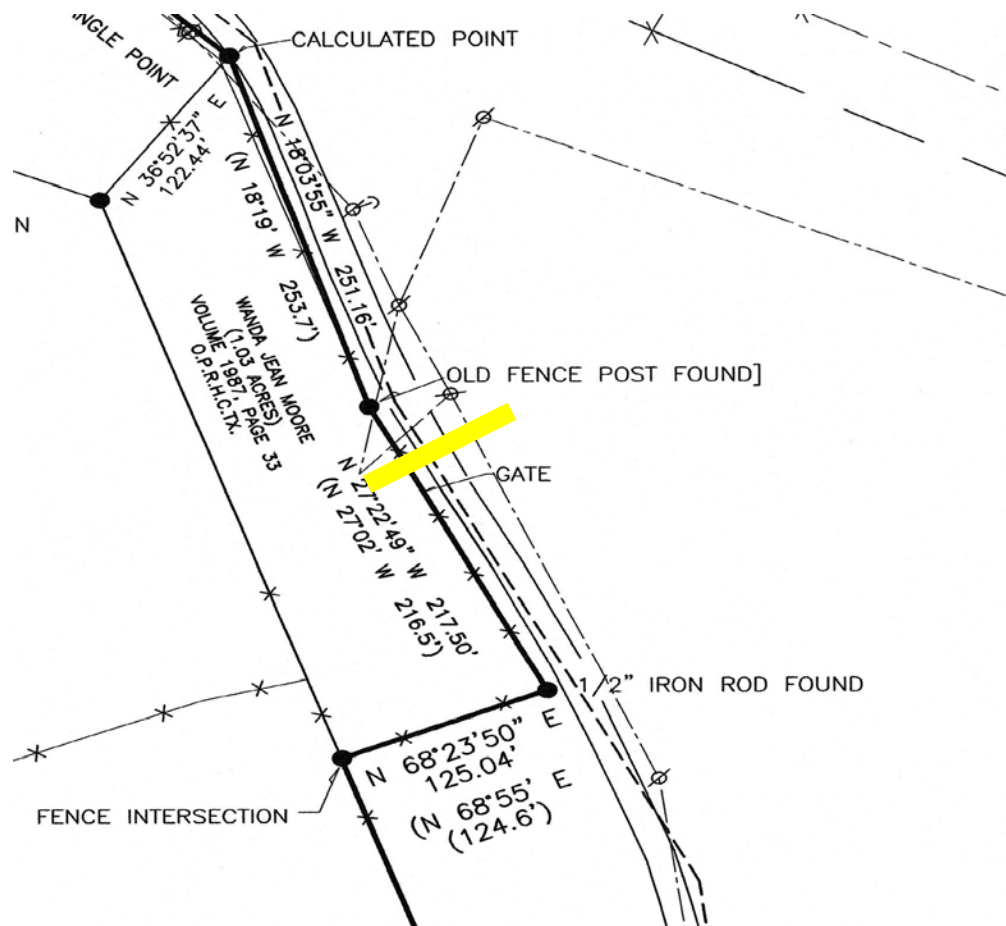 NGLE POINT
CALCULATED POINT
N 36°52'37" E
122.44'
N
N 18°03'55" W 251.16'
(N 18°19' W 253.7')
WANDA JEAN MOORE
(1.03 ACRES)
VOLUME 1987, PAGE 33
O.P.R.H.C.TX.
OLD FENCE POST FOUND]
GATE
N 27°22'49" W 217.50'
(N 27°02' W 216.5')
1/2" IRON ROD FOUND
N 68°23'50" E
125.04'
(N 68°55' E
(124.6')
FENCE INTERSECTION